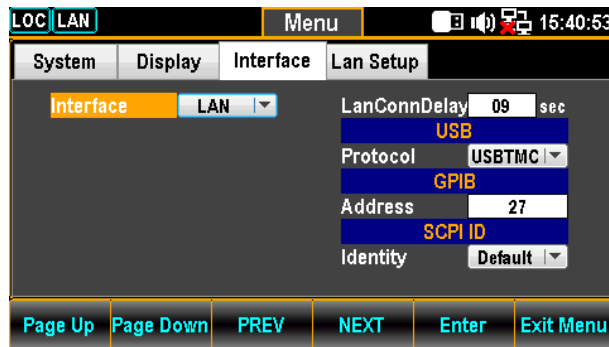 LOC LAN Menu 15:40:53
System Display Interface Lan Setup
Interface LAN
LanConnDelay 09 sec
USB
Protocol USBTMC
GPIB
Address 27
SCPI ID
Identity Default
Page Up Page Down PREV NEXT Enter Exit Menu